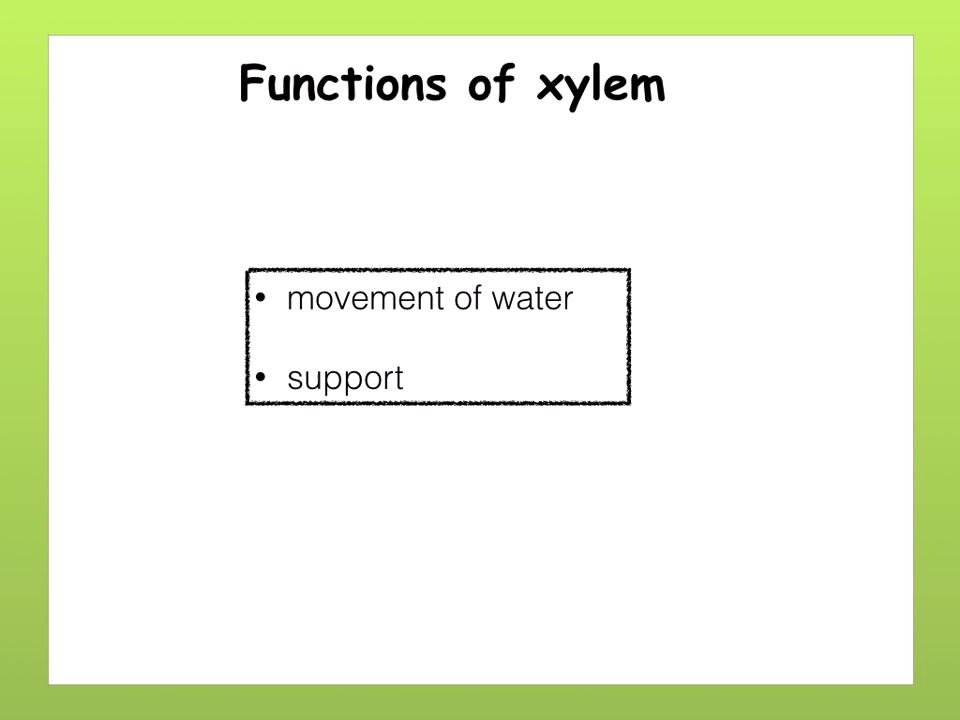 Functions of xylem
• movement of water
• support